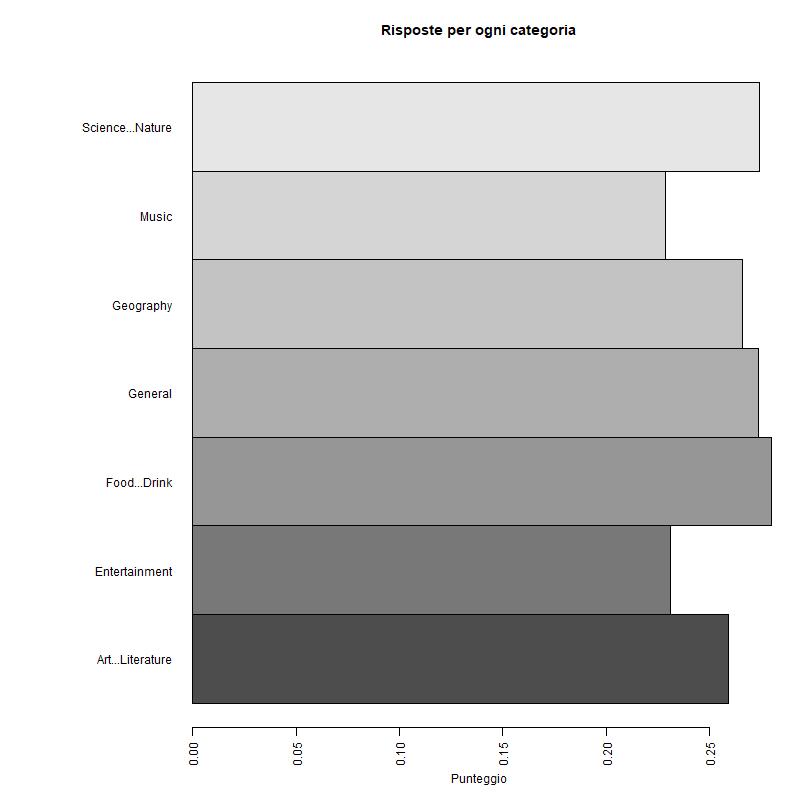 Risposte per ogni categoria
Science...Nature
Music
Geography
General
Food...Drink
Entertainment
Art...Literature
0.00
0.05
0.10
0.15
0.20
0.25
Punteggio